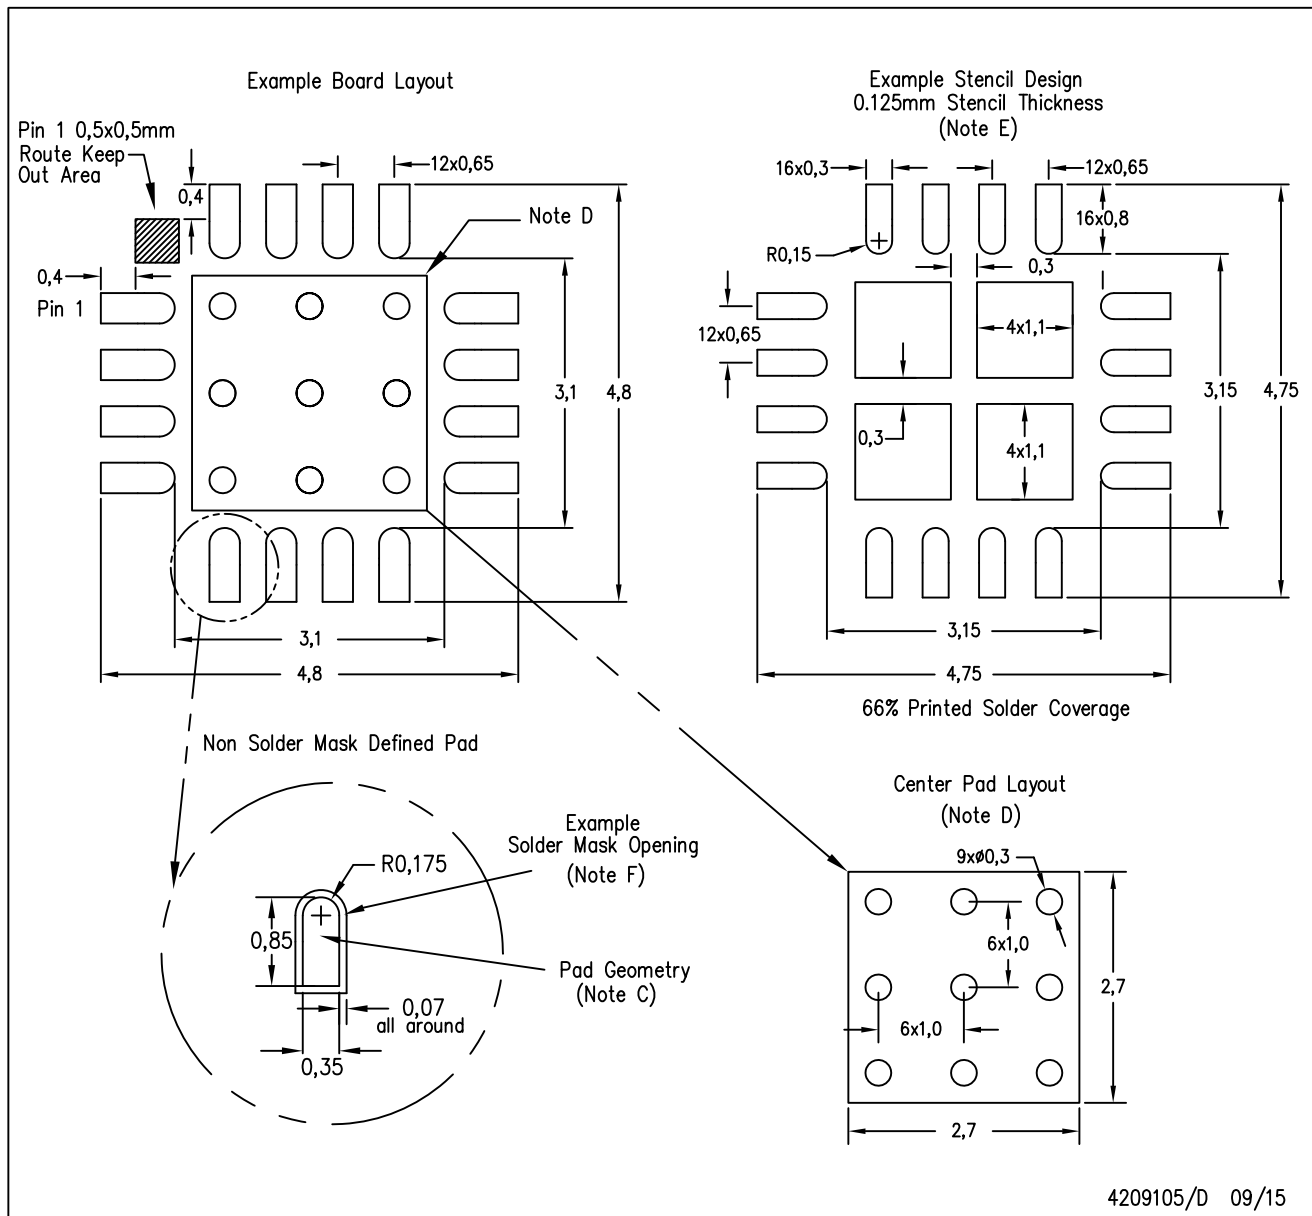 Example Board Layout
Pin 1 0,5x0,5mm
Route Keep
Out Area
0,4
12x0,65
Note D
0,4
Pin 1
3,1
4,8
3,1
4,8
Example Stencil Design
0.125mm Stencil Thickness
(Note E)
16x0,3
12x0,65
16x0,8
R0,15
0,3
12x0,65
4x1,1
3,15
4,75
0,3
4x1,1
3,15
4,75
66% Printed Solder Coverage
Non Solder Mask Defined Pad
Example
Solder Mask Opening
(Note F)
R0,175
0,85
Pad Geometry
(Note C)
0,07
all around
0,35
Center Pad Layout
(Note D)
9xø0,3
6x1,0
2,7
6x1,0
2,7
4209105/D 09/15